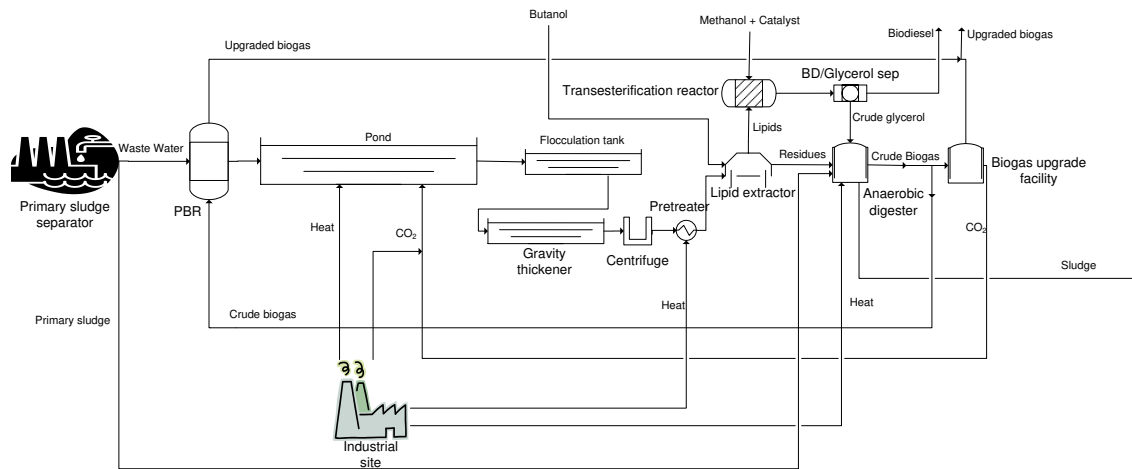 Butanol
Methanol + Catalyst
Biodiesel
Upgraded biogas
Upgraded biogas
BD/Glycerol sep
Transesterification reactor
Crude glycerol
Lipids
Pond
Flocculation tank
Waste Water
Residues
Crude Biogas
Biogas upgrade
facility
Primary sludge
separator
PBR
Lipid extractor
Anaerobic
digester
Pretreater
Heat
CO2
CO2
Gravity
thickener
Centrifuge
Sludge
Heat
Heat
Crude biogas
Primary sludge
Industrial
site